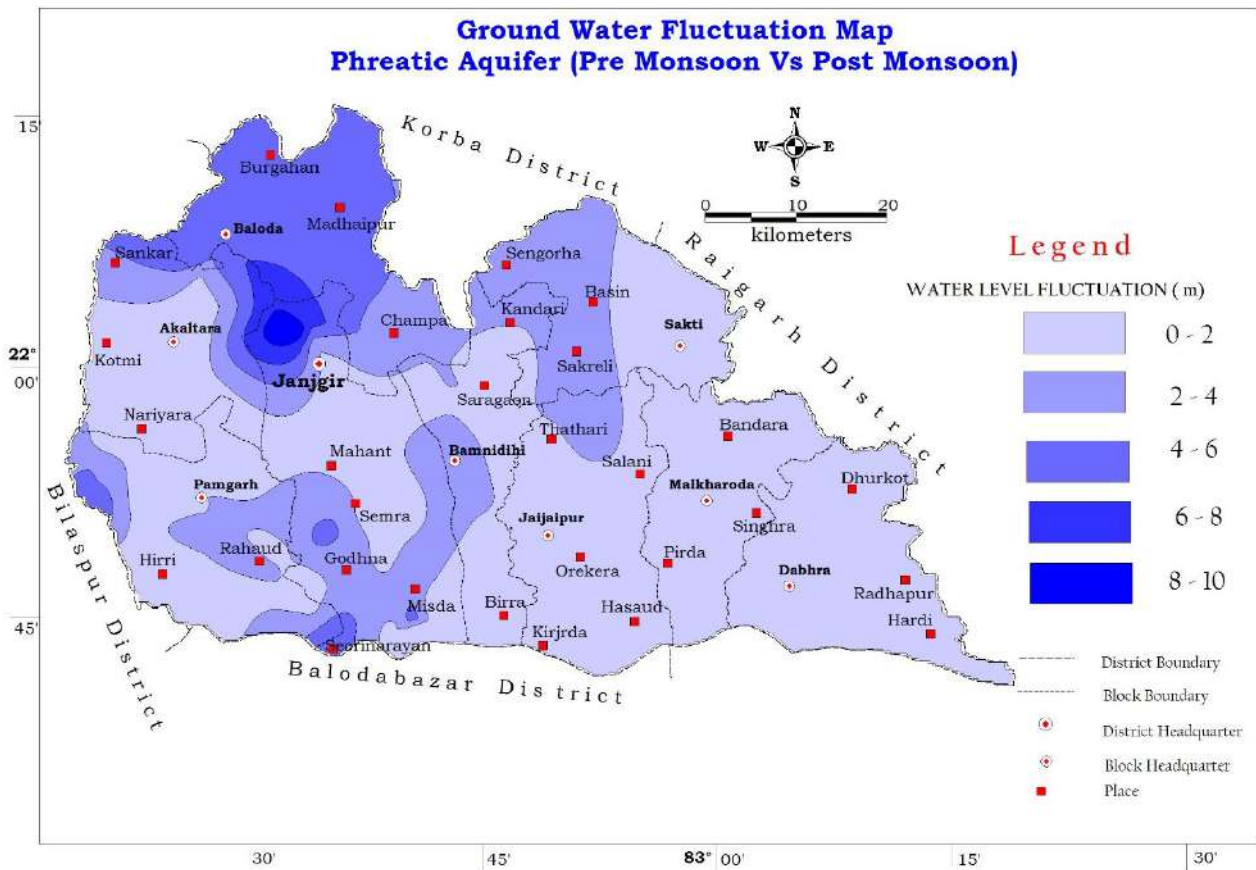 Ground Water Fluctuation Map
Phreatic Aquifer (Pre Monsoon Vs Post Monsoon)
15'
22°
00'
45'
30'
45'
83° 00'
15'
30'
N
W E
S
0 10 20
kilometers
Korba District
Raigarh District
Bilaspur District
Balodabazar District
Burgahan
Madhaipur
Baloda
Sankar
Sengorha
Basin
Kandari
Champa
Akaltara
Kotmi
Sakti
Sakreli
Janjgir
Saragaon
Nariyara
Thathari
Bandara
Mahant
Bamnidihi
Salani
Dhurkot
Pamgarh
Semra
Malkharoda
Singhra
Jaijaipur
Hirri
Rahaud
Godhna
Orekera
Pirda
Dabhra
Radhapur
Misda
Birra
Hasaud
Hardi
Seorinarayan
Kirjrda
Legend
WATER LEVEL FLUCTUATION ( m)
0 - 2
2 - 4
4 - 6
6 - 8
8 - 10
District Boundary
Block Boundary
District Headquarter
Block Headquarter
Place